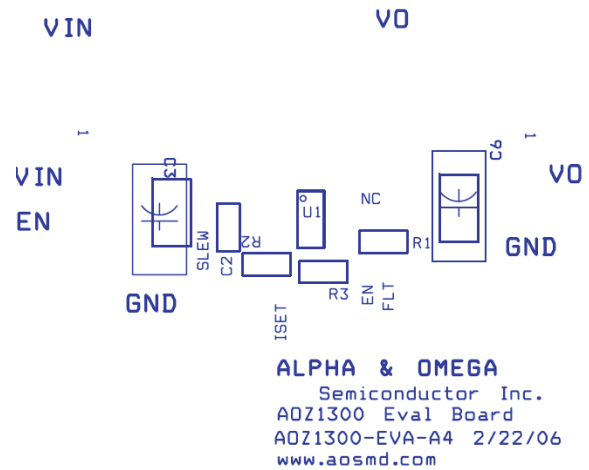 VIN
VO
1
1
C3
C6
VIN
VO
EN
NC
U1
SLEW
C2
R2
R1
GND
R3
EN
FLT
GND
ISET
ALPHA & OMEGA
Semiconductor Inc.
AOZ1300 Eval Board
AOZ1300-EVA-A4 2/22/06
www.aosmd.com